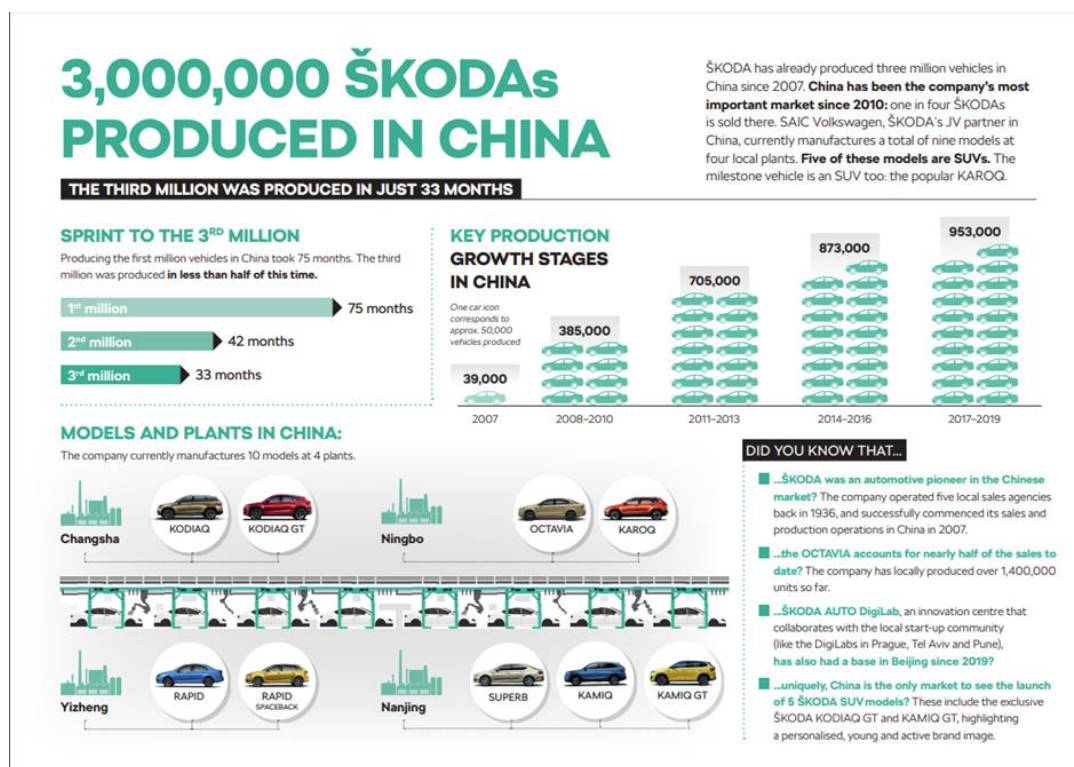 3,000,000 ŠKODAs
PRODUCED IN CHINA
THE THIRD MILLION WAS PRODUCED IN JUST 33 MONTHS
ŠKODA has already produced three million vehicles in
China since 2007. China has been the company's most
important market since 2010: one in four ŠKODAs
is sold there. SAIC Volkswagen, ŠKODA's JV partner in
China, currently manufactures a total of nine models at
four local plants. Five of these models are SUVs. The
milestone vehicle is an SUV too: the popular KAROQ.
SPRINT TO THE 3RD MILLION
Producing the first million vehicles in China took 75 months. The third
million was produced in less than half of this time.
1st million 75 months
2nd million 42 months
3rd million 33 months
KEY PRODUCTION
GROWTH STAGES
IN CHINA
One car icon
corresponds to
approx. 50,000
vehicles produced
39,000
385,000
705,000
873,000
953,000
2007 2008–2010 2011–2013 2014–2016 2017–2019
MODELS AND PLANTS IN CHINA:
The company currently manufactures 10 models at 4 plants.
Changsha
KODIAQ
KODIAQ GT
Ningbo
OCTAVIA
KAROQ
Yizheng
RAPID
RAPID
SPACEBACK
Nanjing
SUPERB
KAMIQ
KAMIQ GT
DID YOU KNOW THAT...
...ŠKODA was an automotive pioneer in the Chinese
market? The company operated five local sales agencies
back in 1936, and successfully commenced its sales and
production operations in China in 2007.
...the OCTAVIA accounts for nearly half of the sales to
date? The company has locally produced over 1,400,000
units so far.
...ŠKODA AUTO DigiLab, an innovation centre that
collaborates with the local start-up community
(like the DigiLabs in Prague, Tel Aviv and Pune),
has also had a base in Beijing since 2019?
...uniquely, China is the only market to see the launch
of 5 ŠKODA SUV models? These include the exclusive
ŠKODA KODIAQ GT and KAMIQ GT, highlighting
a personalised, young and active brand image.